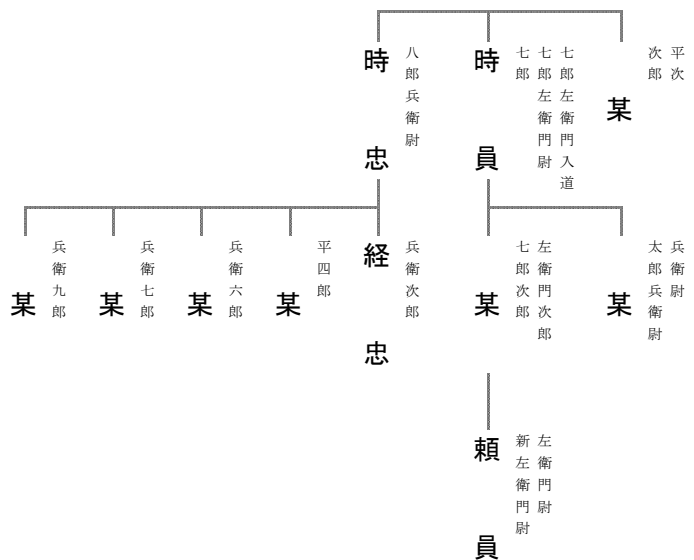 平次
次郎
某
七郎左衛門入道
七郎左衛門尉
七郎
時員
八郎兵衛尉
時忠
兵衛尉
太郎兵衛尉
某
左衛門次郎
七郎次郎
某
兵衛次郎
経忠
平四郎
某
兵衛六郎
某
兵衛七郎
某
兵衛九郎
某
左衛門尉
新左衛門尉
頼員